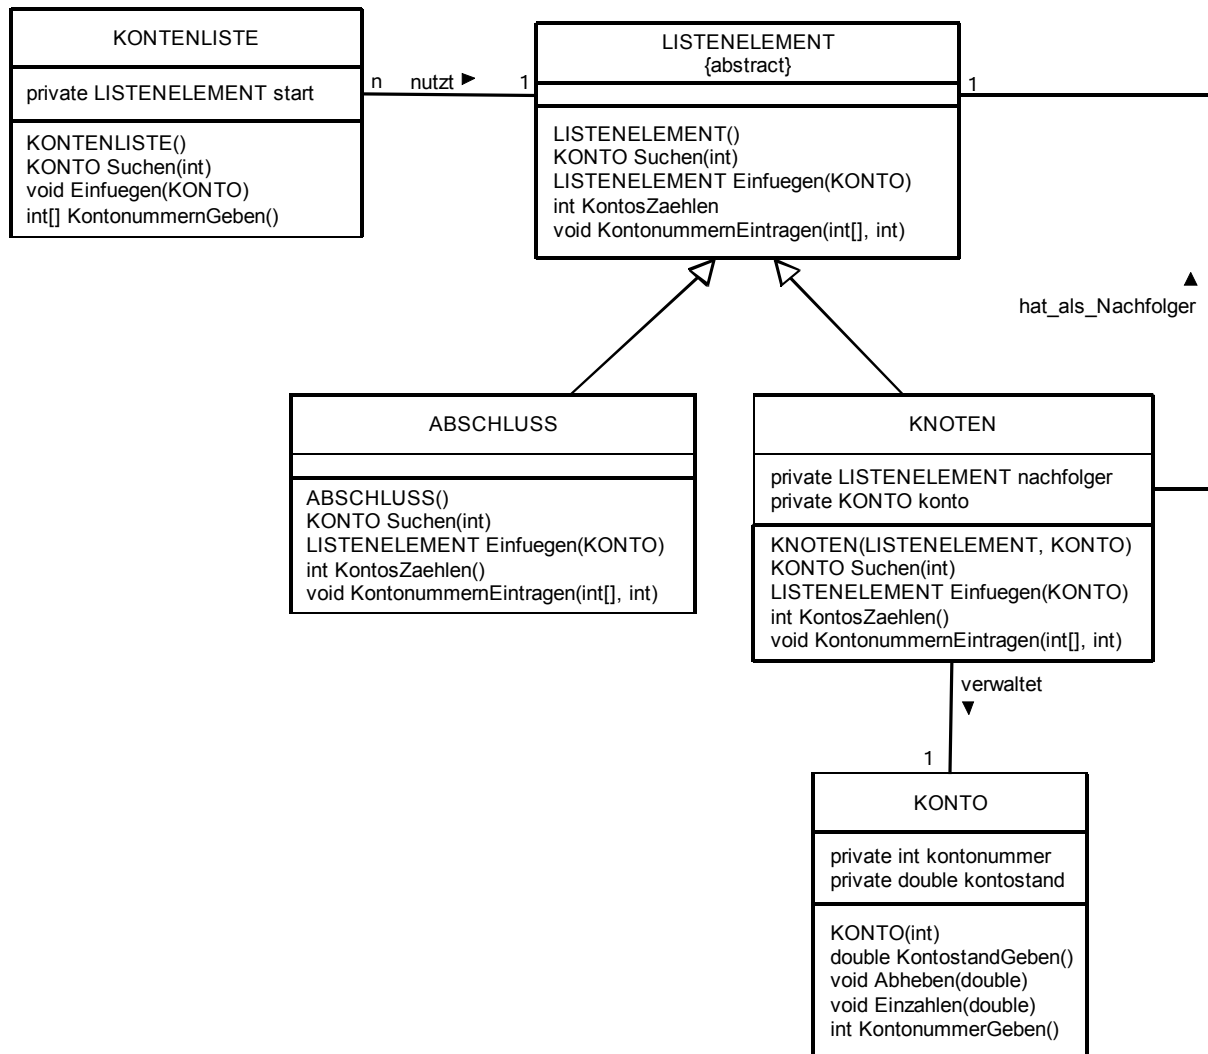 KONTENLISTE
private LISTENELEMENT start
KONTENLISTE()
KONTO Suchen(int)
void Einfuegen(KONTO)
int[] KontonummernGeben()
n nutzt ► 1
LISTENELEMENT
{abstract}
LISTENELEMENT()
KONTO Suchen(int)
LISTENELEMENT Einfuegen(KONTO)
int KontosZaehlen
void KontonummernEintragen(int[], int)
1
▲
hat_als_Nachfolger
ABSCHLUSS
ABSCHLUSS()
KONTO Suchen(int)
LISTENELEMENT Einfuegen(KONTO)
int KontosZaehlen()
void KontonummernEintragen(int[], int)
KNOTEN
private LISTENELEMENT nachfolger
private KONTO konto
KNOTEN(LISTENELEMENT, KONTO)
KONTO Suchen(int)
LISTENELEMENT Einfuegen(KONTO)
int KontosZaehlen()
void KontonummernEintragen(int[], int)
verwaltet
▼
1
KONTO
private int kontonummer
private double kontostand
KONTO(int)
double KontostandGeben()
void Abheben(double)
void Einzahlen(double)
int KontonummerGeben()